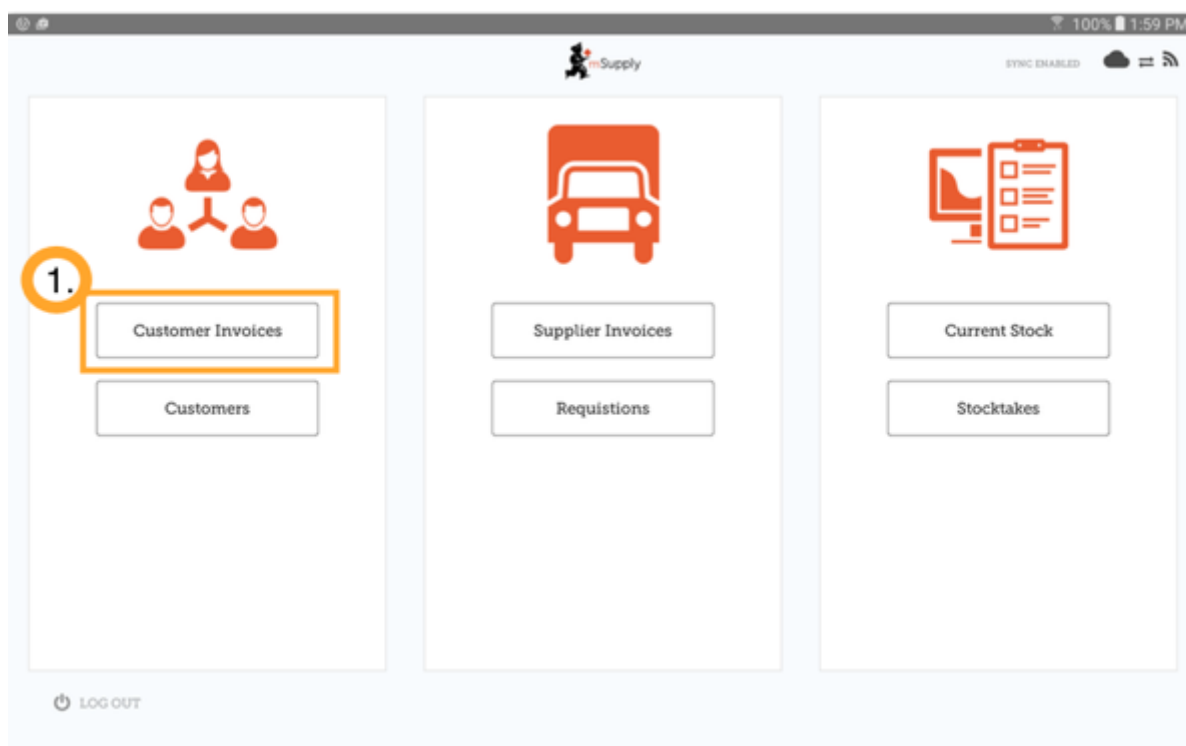 100% 1:59 PM
mSupply
SYNC ENABLED
1.
Customer Invoices
Supplier Invoices
Current Stock
Customers
Requistions
Stocktakes
LOG OUT